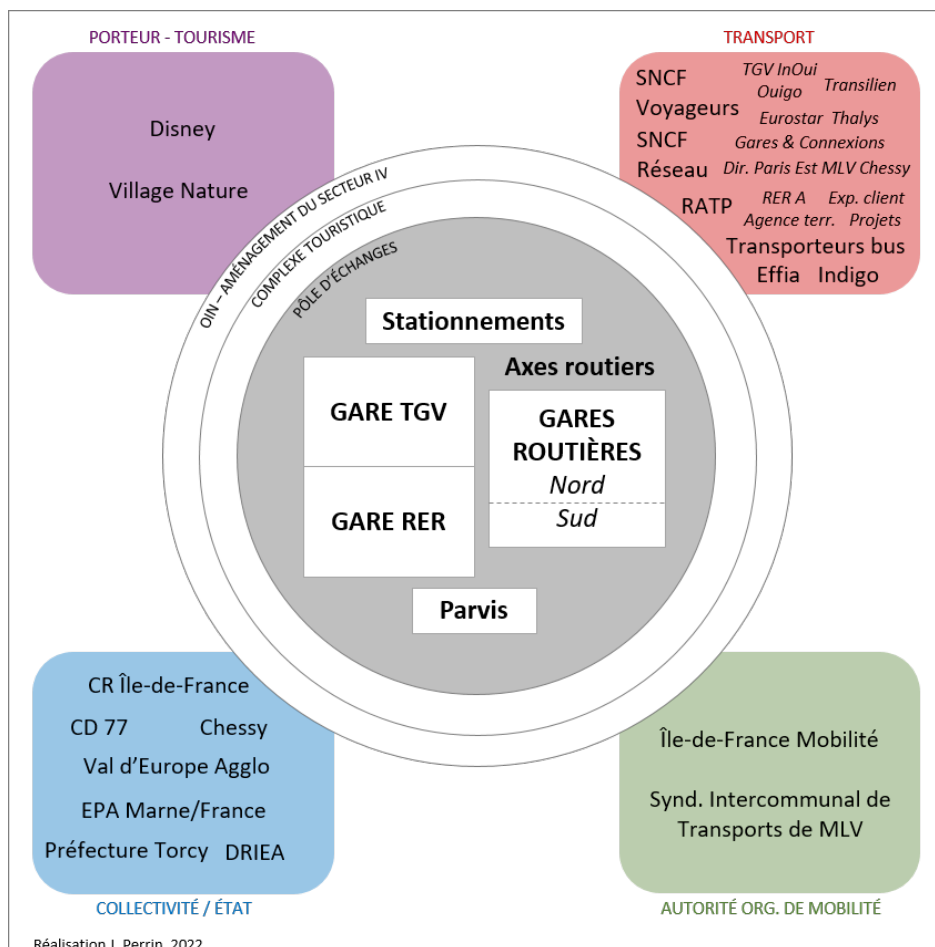 PORTEUR - TOURISME
Disney
Village Nature
TRANSPORT
SNCF
Voyageurs
TGV InOui
Ouigo
Transilien
Eurostar Thalys
SNCF
Réseau
Gares & Connexions
Dir. Paris Est MLV Chessy
RATP
RER A
Exp. client
Agence terr.
Projets
Transporteurs bus
Effia Indigo
OIN – AMÉNAGEMENT DU SECTEUR IV
COMPLEXE TOURISTIQUE
PÔLE D'ÉCHANGES
Stationnements
Axes routiers
GARE TGV
GARE RER
GARES
ROUTIÈRES
Nord
Sud
Parvis
CR Île-de-France
CD 77 Chessy
Val d'Europe Agglo
EPA Marne/France
Préfecture Torcy DRIEA
COLLECTIVITÉ / ÉTAT
Île-de-France Mobilité
Synd. Intercommunal de
Transports de MLV
AUTORITÉ ORG. DE MOBILITÉ
Réalisation J. Perrin, 2022